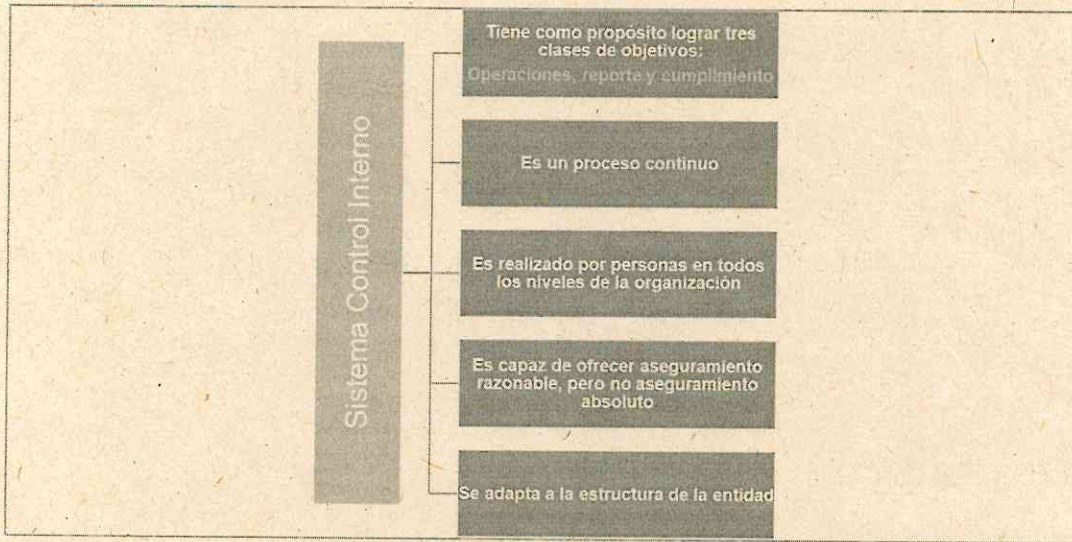 Sistema Control Interno
Tiene como propósito lograr tres
clases de objetivos:
Operaciones, reporte y cumplimiento
Es un proceso continuo
Es realizado por personas en todos
los niveles de la organización
Es capaz de ofrecer aseguramiento
razonable, pero no aseguramiento
absoluto
Se adapta a la estructura de la entidad